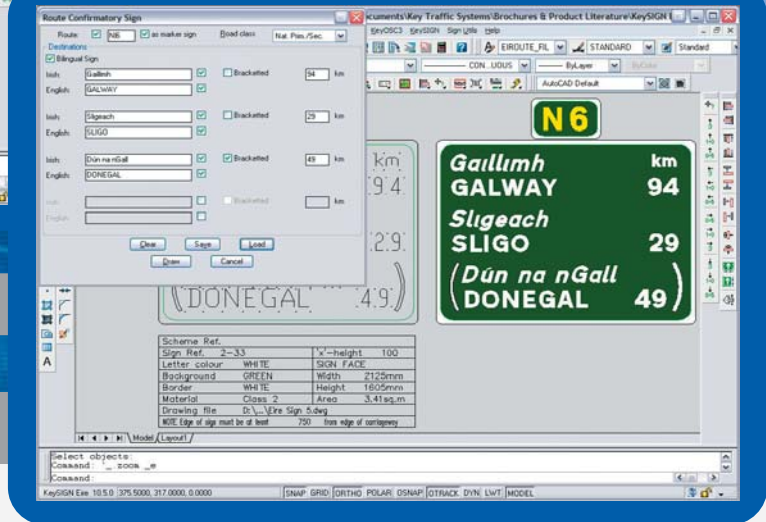 Route Confirmatory Sign
Route: N6 as marker sign Road class: Nat. Prim./Sec.
Destinations
Bilingual Sign
Irish: Gaillimh Bracketted 94 km
English: GALWAY
Irish: Sligeach Bracketted 29 km
English: SLIGO
Irish: Dún na nGall Bracketted 49 km
English: DONEGAL
Irish: Bracketted km
English:
Clear Save Load
Draw Cancel
ocuments\Key Traffic Systems\Brochures & Product Literature\KeySIGN
KeyOSC3 KeySIGN Sign Utils Help
EIROUTE_FIL STANDARD Standard
CON...UOUS ByLayer ByColor
AutoCAD Default
N6
km
94
29
(DONEGAL 49)
Gaillimh km
GALWAY 94
Sligeach
SLIGO 29
(Dún na nGall
DONEGAL 49)
Scheme Ref.
Sign Ref. 2-33 'x'-height 100
Letter colour WHITE SIGN FACE
Background GREEN Width 2125mm
Border WHITE Height 1605mm
Material Class 2 Area 3.41sq.m
Drawing file D:\...\Eire Sign 5.dwg
NOTE Edge of sign must be at least 750 from edge of carriageway
Model Layout1
Select objects:
Command: '_ zoom _e
Command:
KeySIGN Eire 10.5.0 375.5000, 317.0000, 0.0000 SNAP GRID ORTHO POLAR OSNAP OTRACK DYN LWT MODEL